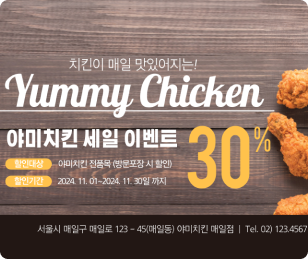 치킨이 매일 맛있어지는!
Yummy Chicken
야미치킨 세일 이벤트
30%
할인대상 야미치킨 전품목 (방문포장 시 할인)
할인기간 2024. 11. 01~2024. 11. 30일 까지
서울시 매일구 매일로 123 - 45(매일동) 야미치킨 매일점 | Tel. 02) 123.4567